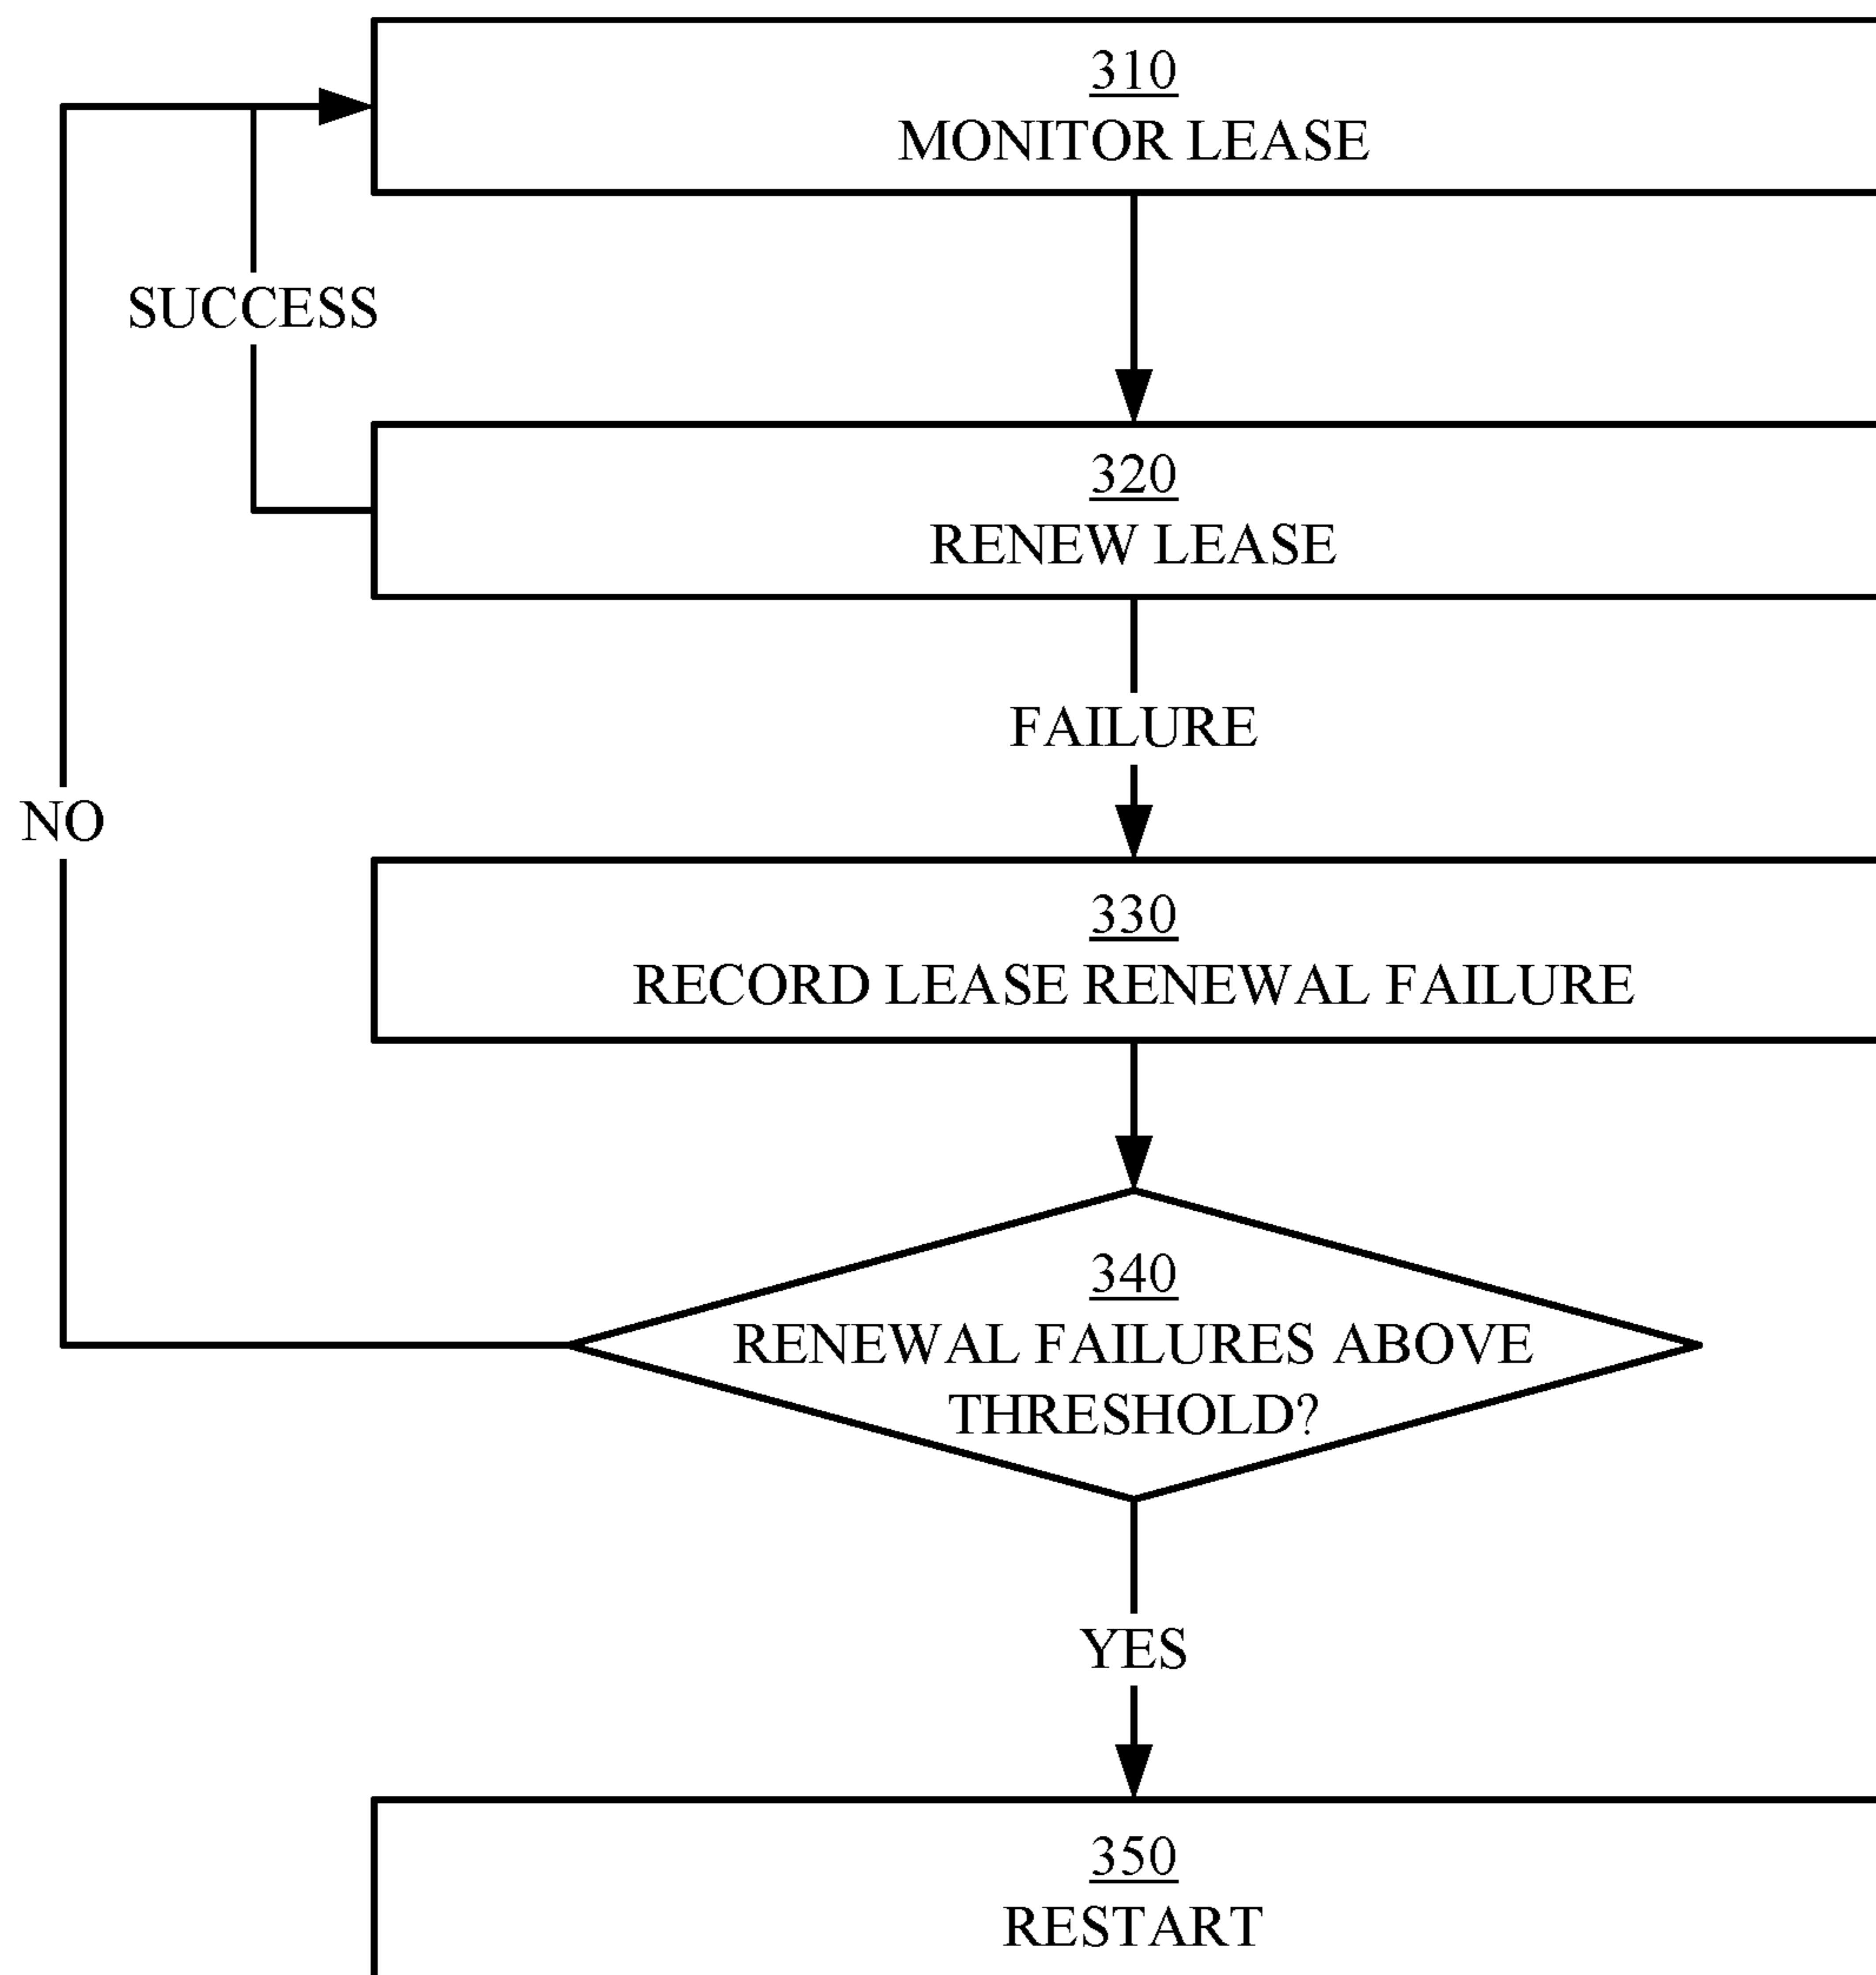 310
MONITOR LEASE
SUCCESS
320
RENEW LEASE
FAILURE
NO
330
RECORD LEASE RENEWAL FAILURE
340
RENEWAL FAILURES ABOVE
THRESHOLD?
YES
350
RESTART